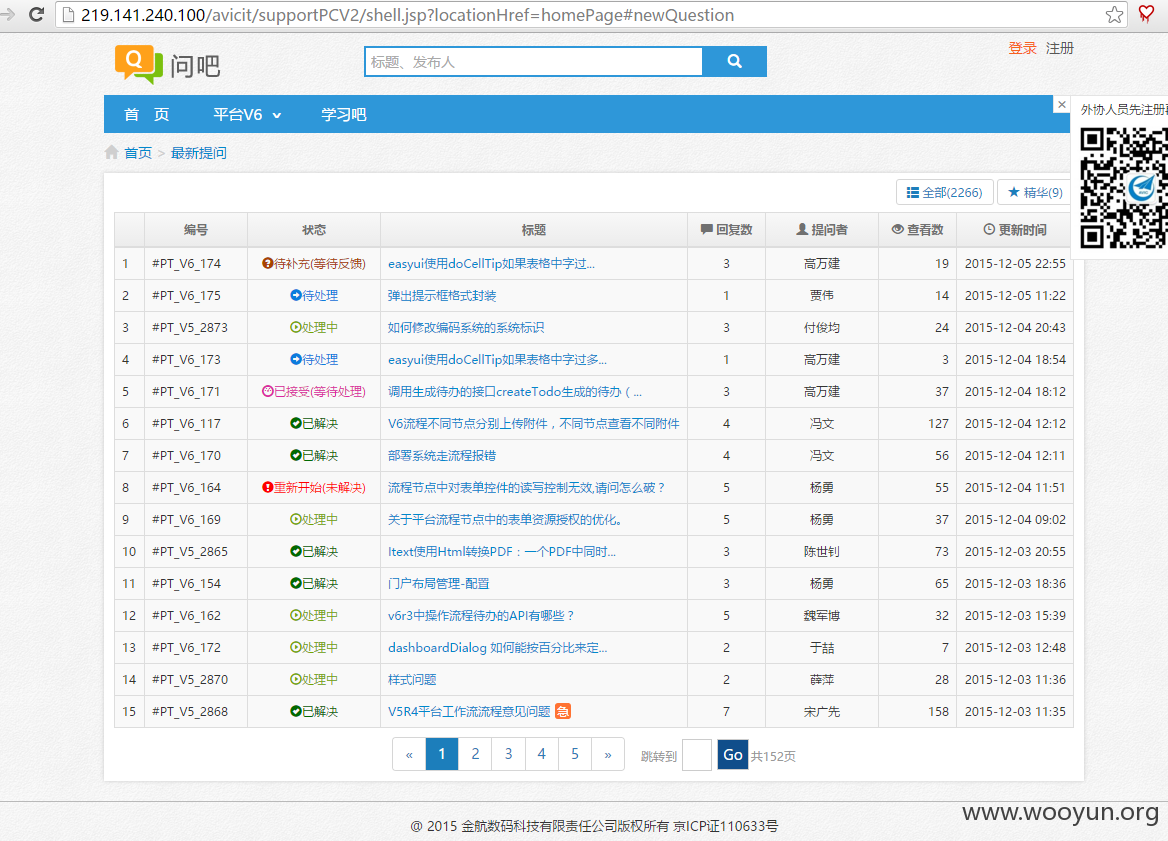 219.141.240.100/avicit/supportPCV2/shell.jsp?locationHref=homePage#newQuestion
登录 注册
Q 问吧
标题、发布人
首 页 平台V6 学习吧
外协人员先注册
首页 > 最新提问
全部(2266) 精华(9)
编号 状态 标题 回复数 提问者 查看数 更新时间
1 #PT_V6_174 待补充(等待反馈) easyui使用doCellTip如果表格中字过... 3 高万建 19 2015-12-05 22:55
2 #PT_V6_175 待处理 弹出提示框格式封装 1 贾伟 14 2015-12-05 11:22
3 #PT_V5_2873 处理中 如何修改编码系统的系统标识 3 付俊均 24 2015-12-04 20:43
4 #PT_V6_173 待处理 easyui使用doCellTip如果表格中字过多... 1 高万建 3 2015-12-04 18:54
5 #PT_V6_171 已接受(等待处理) 调用生成待办的接口createTodo生成的待办（... 3 高万建 37 2015-12-04 18:12
6 #PT_V6_117 已解决 V6流程不同节点分别上传附件，不同节点查看不同附件 4 冯文 127 2015-12-04 12:12
7 #PT_V6_170 已解决 部署系统走流程报错 4 冯文 56 2015-12-04 12:11
8 #PT_V6_164 重新开始(未解决) 流程节点中对表单控件的读写控制无效,请问怎么破？ 5 杨勇 55 2015-12-04 11:51
9 #PT_V6_169 处理中 关于平台流程节点中的表单资源授权的优化。 5 杨勇 37 2015-12-04 09:02
10 #PT_V5_2865 已解决 Itext使用Html转换PDF：一个PDF中同时... 3 陈世钊 73 2015-12-03 20:55
11 #PT_V6_154 已解决 门户布局管理-配置 3 杨勇 65 2015-12-03 18:36
12 #PT_V6_162 处理中 v6r3中操作流程待办的API有哪些？ 5 魏军博 32 2015-12-03 15:39
13 #PT_V6_172 处理中 dashboardDialog 如何能按百分比来定... 2 于喆 7 2015-12-03 12:48
14 #PT_V5_2870 处理中 样式问题 2 薛萍 28 2015-12-03 11:36
15 #PT_V5_2868 已解决 V5R4平台工作流流程意见问题 急 7 宋广先 158 2015-12-03 11:35
« 1 2 3 4 5 » 跳转到 Go 共152页
@ 2015 金航数码科技有限责任公司版权所有 京ICP证110633号
www.wooyun.org